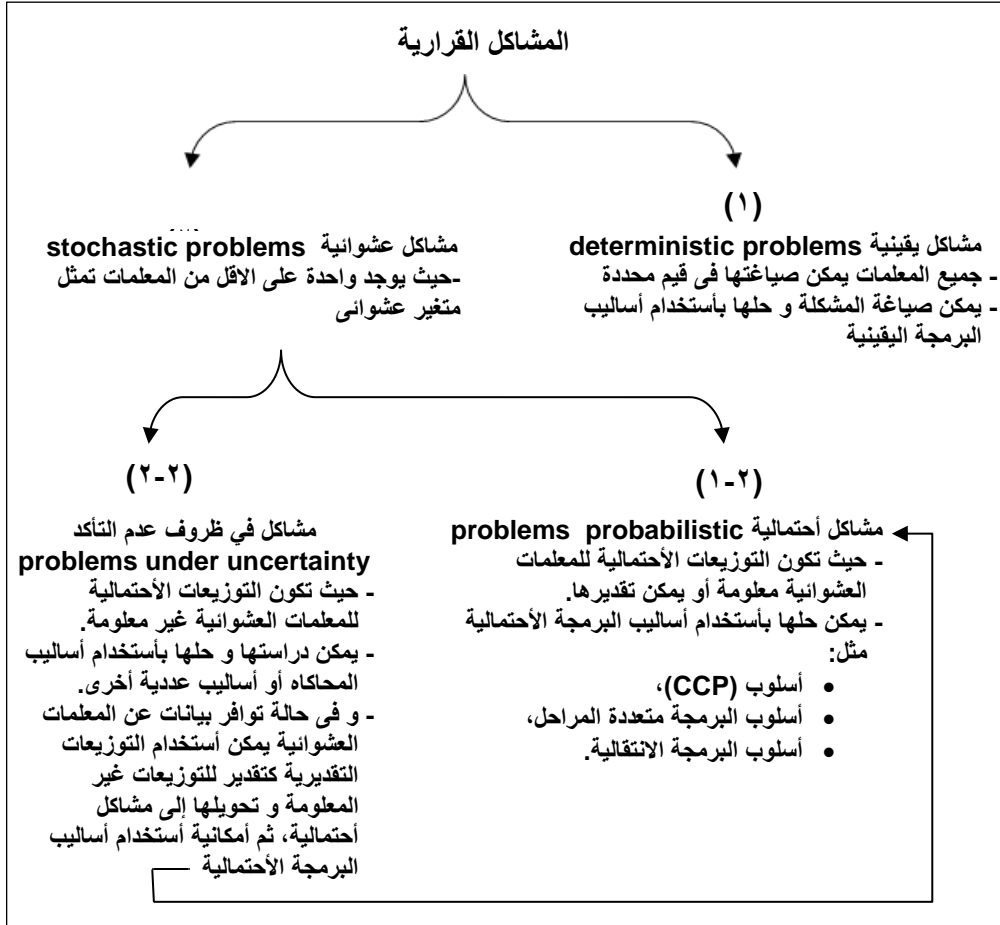 المشاكل القرارية
(١)
مشاكل يقينية deterministic problems
- جميع المعلمات يمكن صياغتها فى قيم محددة
- يمكن صياغة المشكلة و حلها بأستخدام أساليب
البرمجة اليقينية
مشاكل عشوائية stochastic problems
-حيث يوجد واحدة على الاقل من المعلمات تمثل
متغير عشوائى
(١-٢)
مشاكل أحتمالية problems probabilistic
- حيث تكون التوزيعات الأحتمالية للمعلمات
العشوائية معلومة أو يمكن تقديرها.
- يمكن حلها بأستخدام أساليب البرمجة الأحتمالية
مثل:
• أسلوب (CCP)،
• أسلوب البرمجة متعددة المراحل،
• أسلوب البرمجة الانتقالية.
(٢-٢)
مشاكل في ظروف عدم التأكد
problems under uncertainty
- حيث تكون التوزيعات الأحتمالية
للمعلمات العشوائية غير معلومة.
- يمكن دراستها و حلها بأستخدام أساليب
المحاكاه أو أساليب عددية أخرى.
- و فى حالة توافر بيانات عن المعلمات
العشوائية يمكن أستخدام التوزيعات
التقديرية كتقدير للتوزيعات غير
المعلومة و تحويلها إلى مشاكل
أحتمالية، ثم أمكانية أستخدام أساليب
البرمجة الأحتمالية